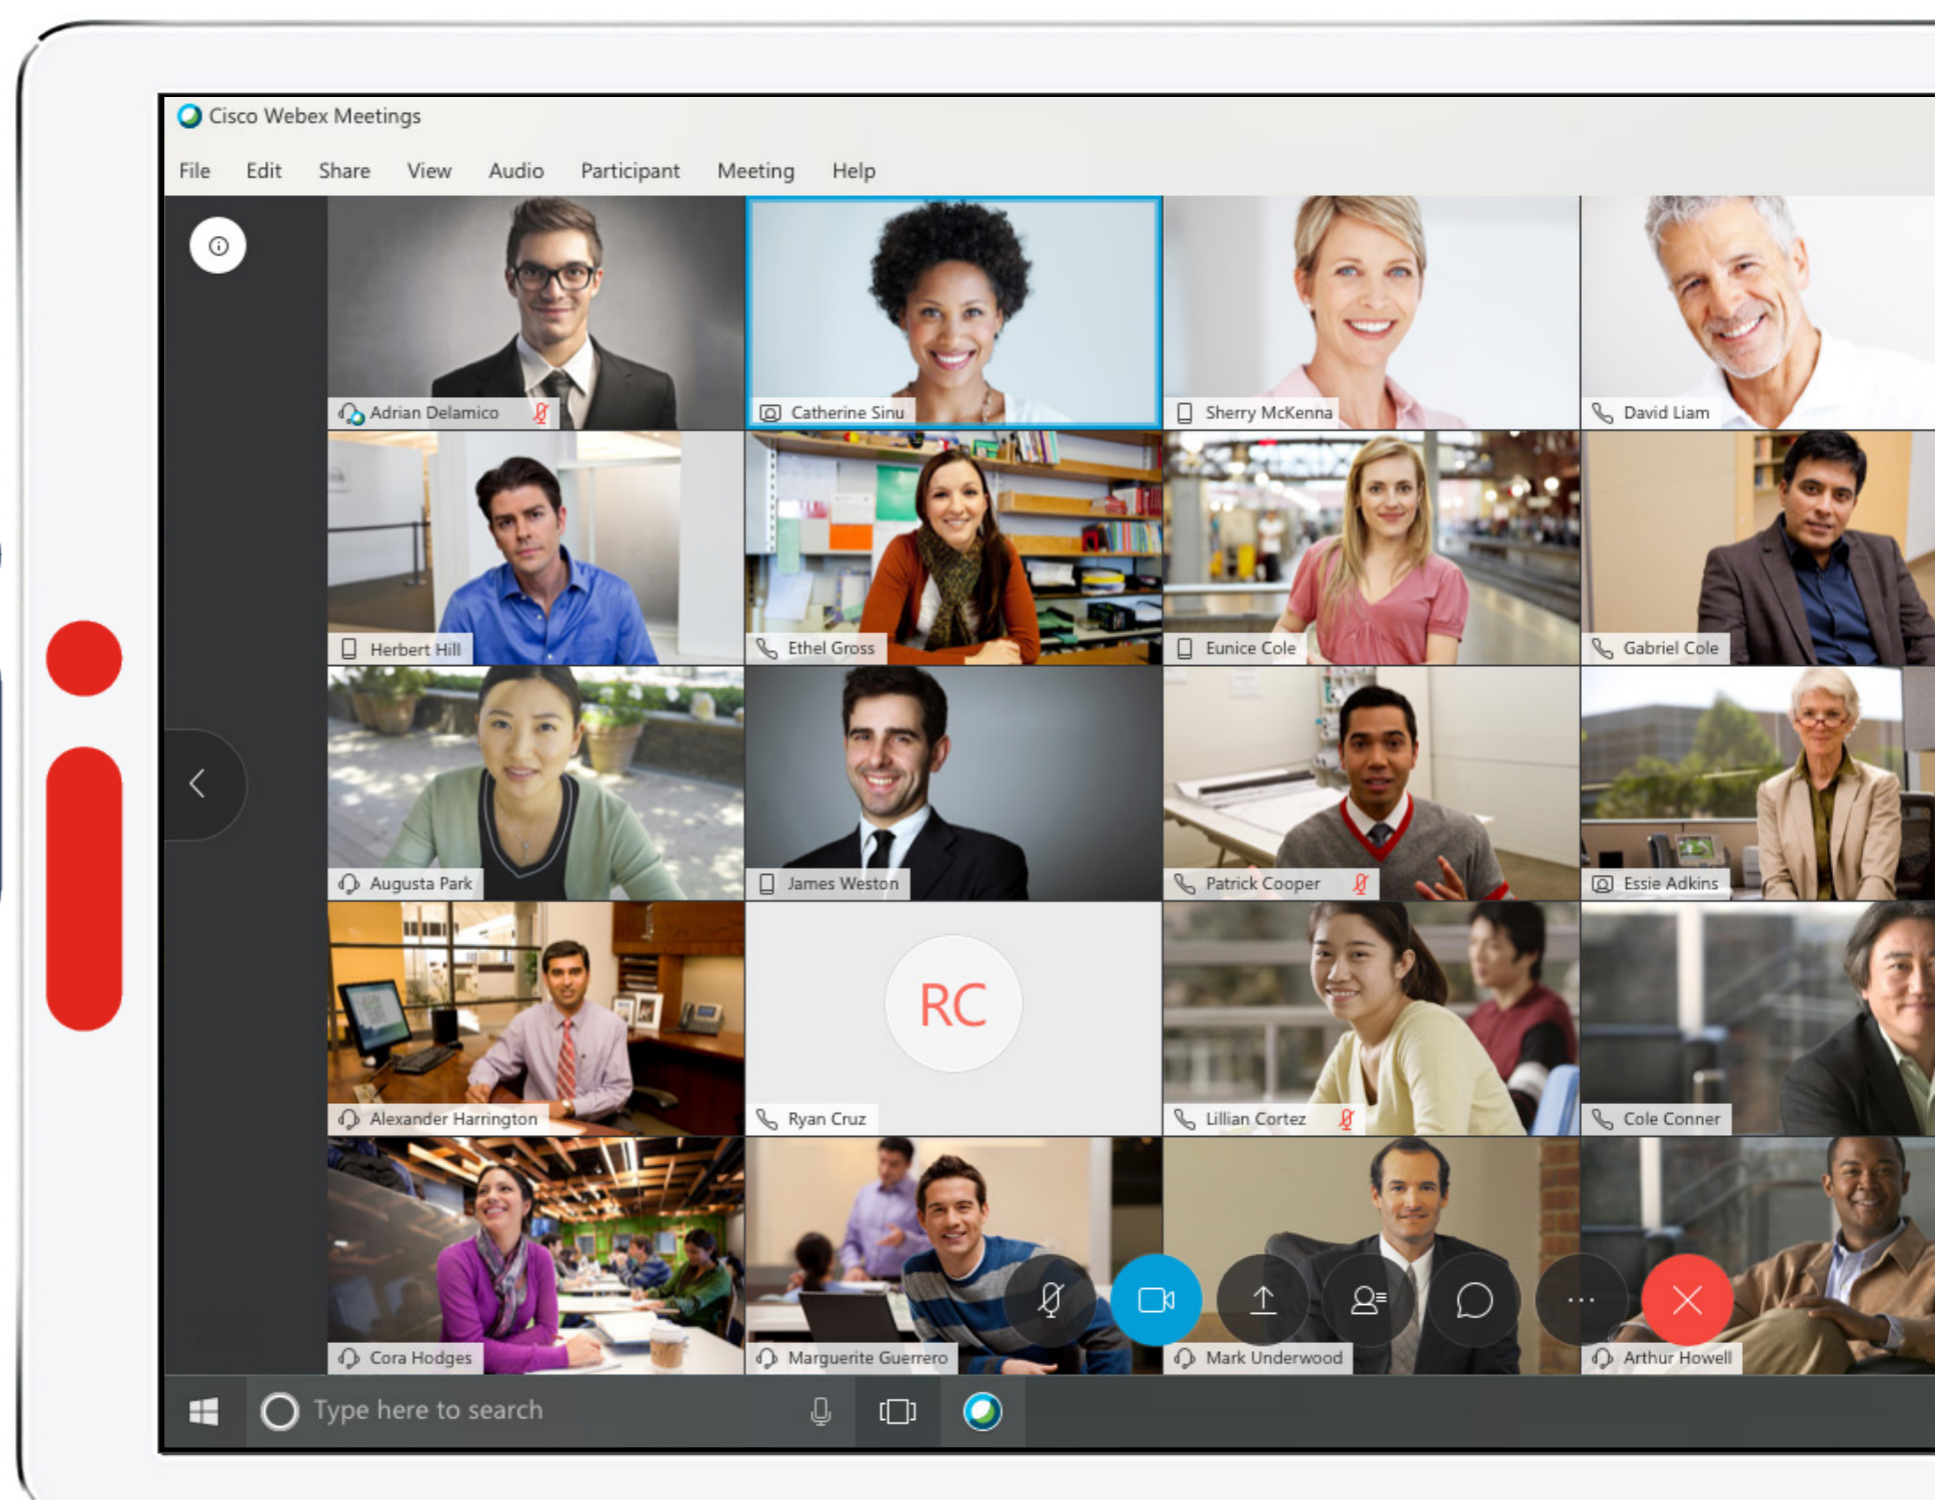 Cisco Webex Meetings
File Edit Share View Audio Participant Meeting Help
Adrian Delamico
Catherine Sinu
Sherry McKenna
David Liam
Herbert Hill
Ethel Gross
Eunice Cole
Gabriel Cole
Augusta Park
James Weston
Patrick Cooper
Essie Adkins
Alexander Harrington
RC
Ryan Cruz
Lillian Cortez
Cole Conner
Cora Hodges
Marguerite Guerrero
Mark Underwood
Arthur Howell
Type here to search